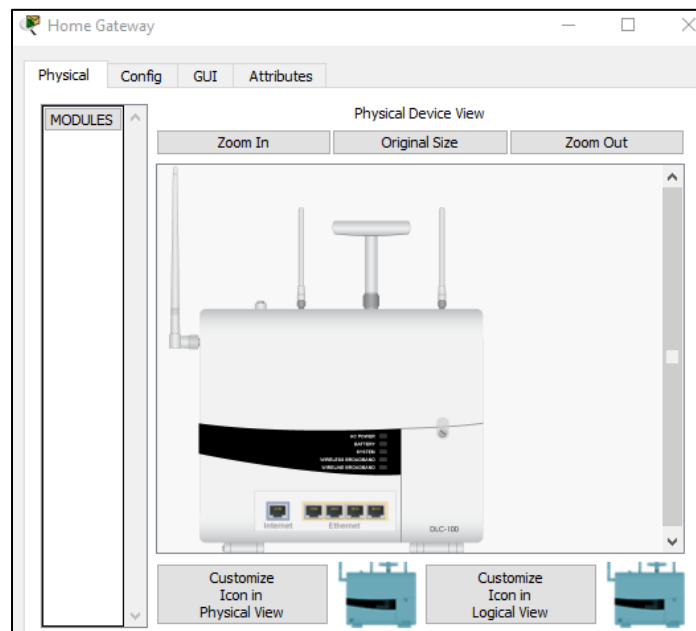 Home Gateway
Physical Config GUI Attributes
MODULES
Physical Device View
Zoom In Original Size Zoom Out
AC POWER
BATTERY
SYSTEM
WIRELESS BROADBAND
WIRELINE BROADBAND
Internet Ethernet
DLC-100
Customize
Icon in
Physical View
Customize
Icon in
Logical View